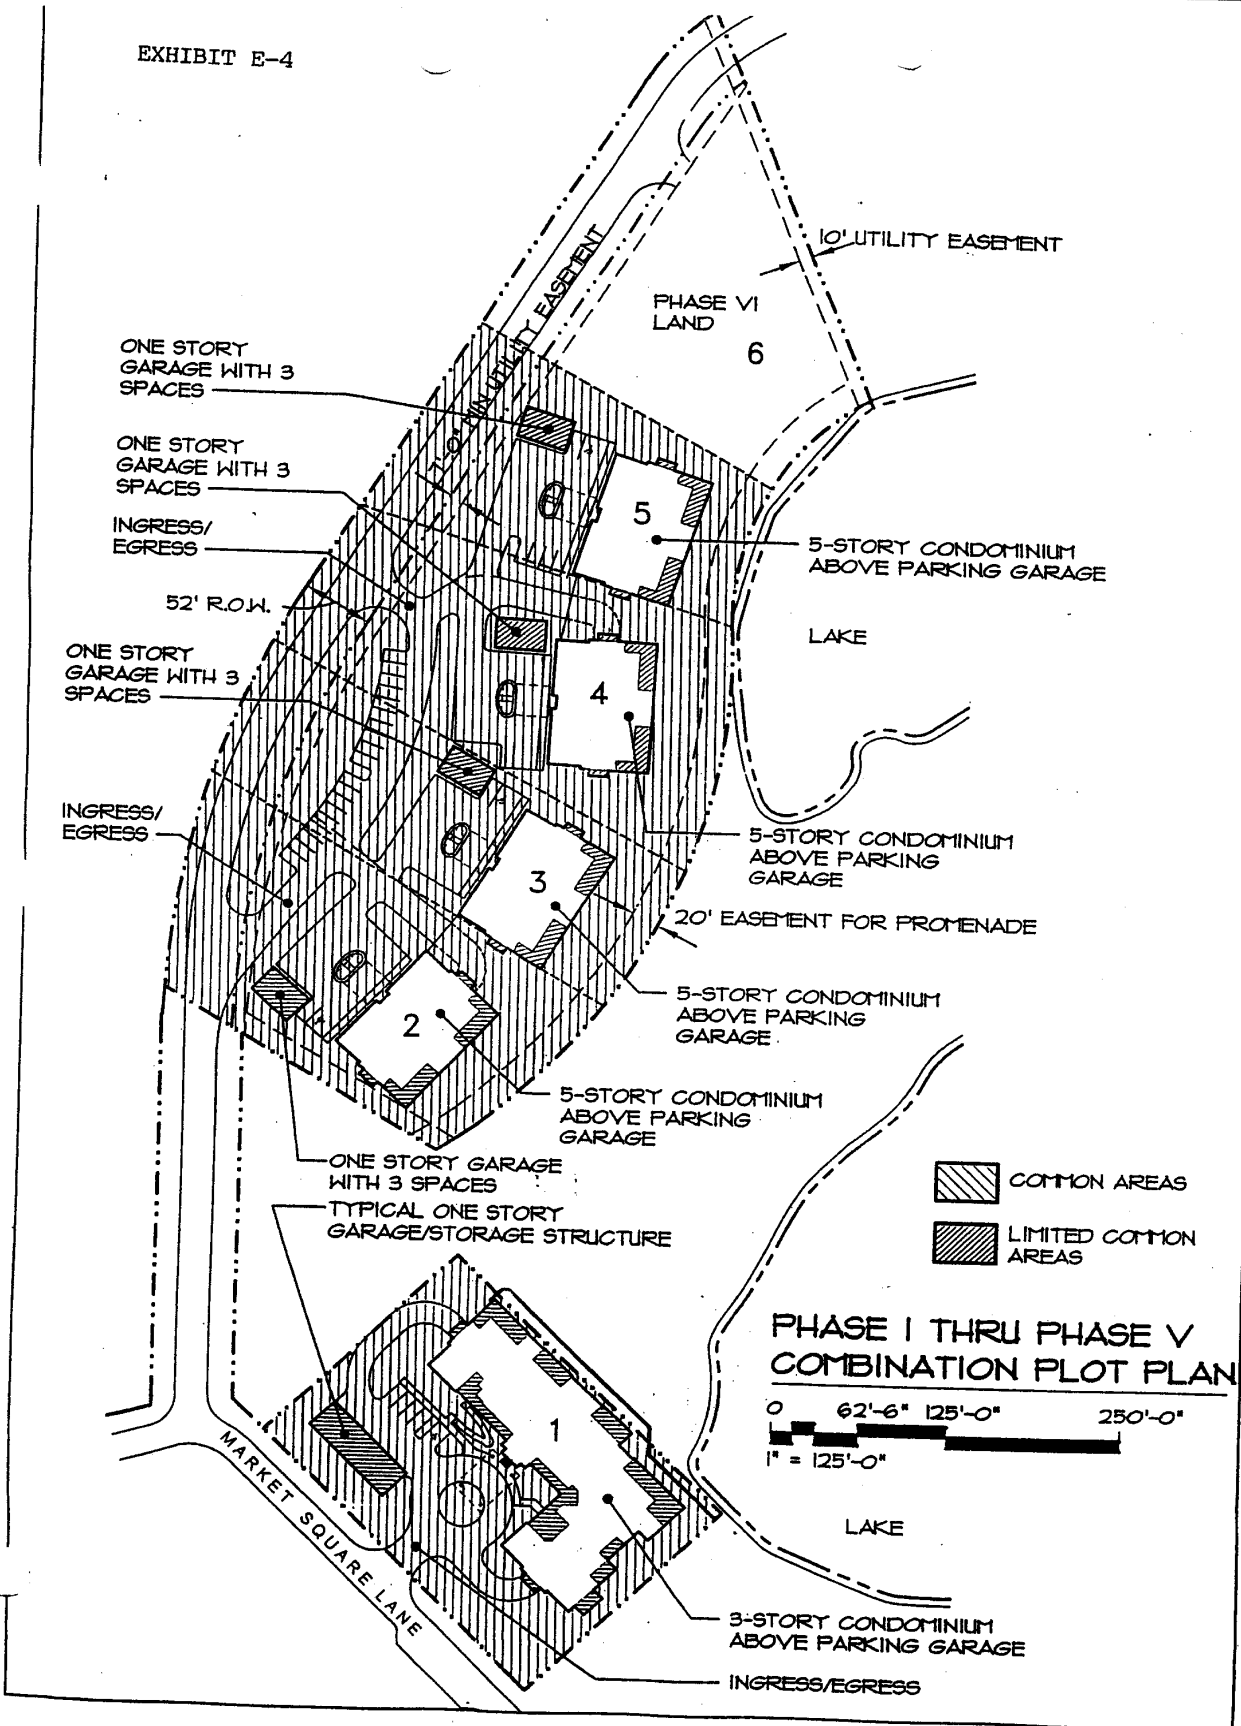 EXHIBIT E-4
10' UTILITY EASEMENT
MIN UTILITY EASEMENT
PHASE VI
LAND
6
ONE STORY
GARAGE WITH 3
SPACES
ONE STORY
GARAGE WITH 3
SPACES
INGRESS/
EGRESS
5
5-STORY CONDOMINIUM
ABOVE PARKING GARAGE
52' R.O.W.
LAKE
ONE STORY
GARAGE WITH 3
SPACES
4
INGRESS/
EGRESS
5-STORY CONDOMINIUM
ABOVE PARKING
GARAGE
3
20' EASEMENT FOR PROMENADE
5-STORY CONDOMINIUM
ABOVE PARKING
GARAGE
2
5-STORY CONDOMINIUM
ABOVE PARKING
GARAGE
ONE STORY GARAGE
WITH 3 SPACES
TYPICAL ONE STORY
GARAGE/STORAGE STRUCTURE
COMMON AREAS
LIMITED COMMON
AREAS
PHASE I THRU PHASE V
COMBINATION PLOT PLAN
0 62'-6" 125'-0" 250'-0"
1" = 125'-0"
1
MARKET SQUARE LANE
LAKE
3-STORY CONDOMINIUM
ABOVE PARKING GARAGE
INGRESS/EGRESS